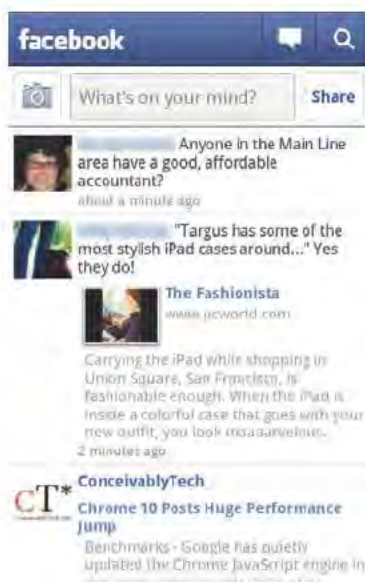 facebook
What's on your mind?
Share
Anyone in the Main Line
area have a good, affordable
accountant?
about a minute ago
"Targus has some of the
most stylish iPad cases around..." Yes
they do!
The Fashionista
www.pcworld.com
Carrying the iPad while shopping in
Union Square, San Francisco, is
fashionable enough. When the iPad is
inside a colorful case that goes with your
new outfit, you look
2 minutes ago
CT*
ConceivablyTech
Chrome 10 Posts Huge Performance
Jump
Benchmarks - Google has quietly
updated the Chrome JavaScript engine in